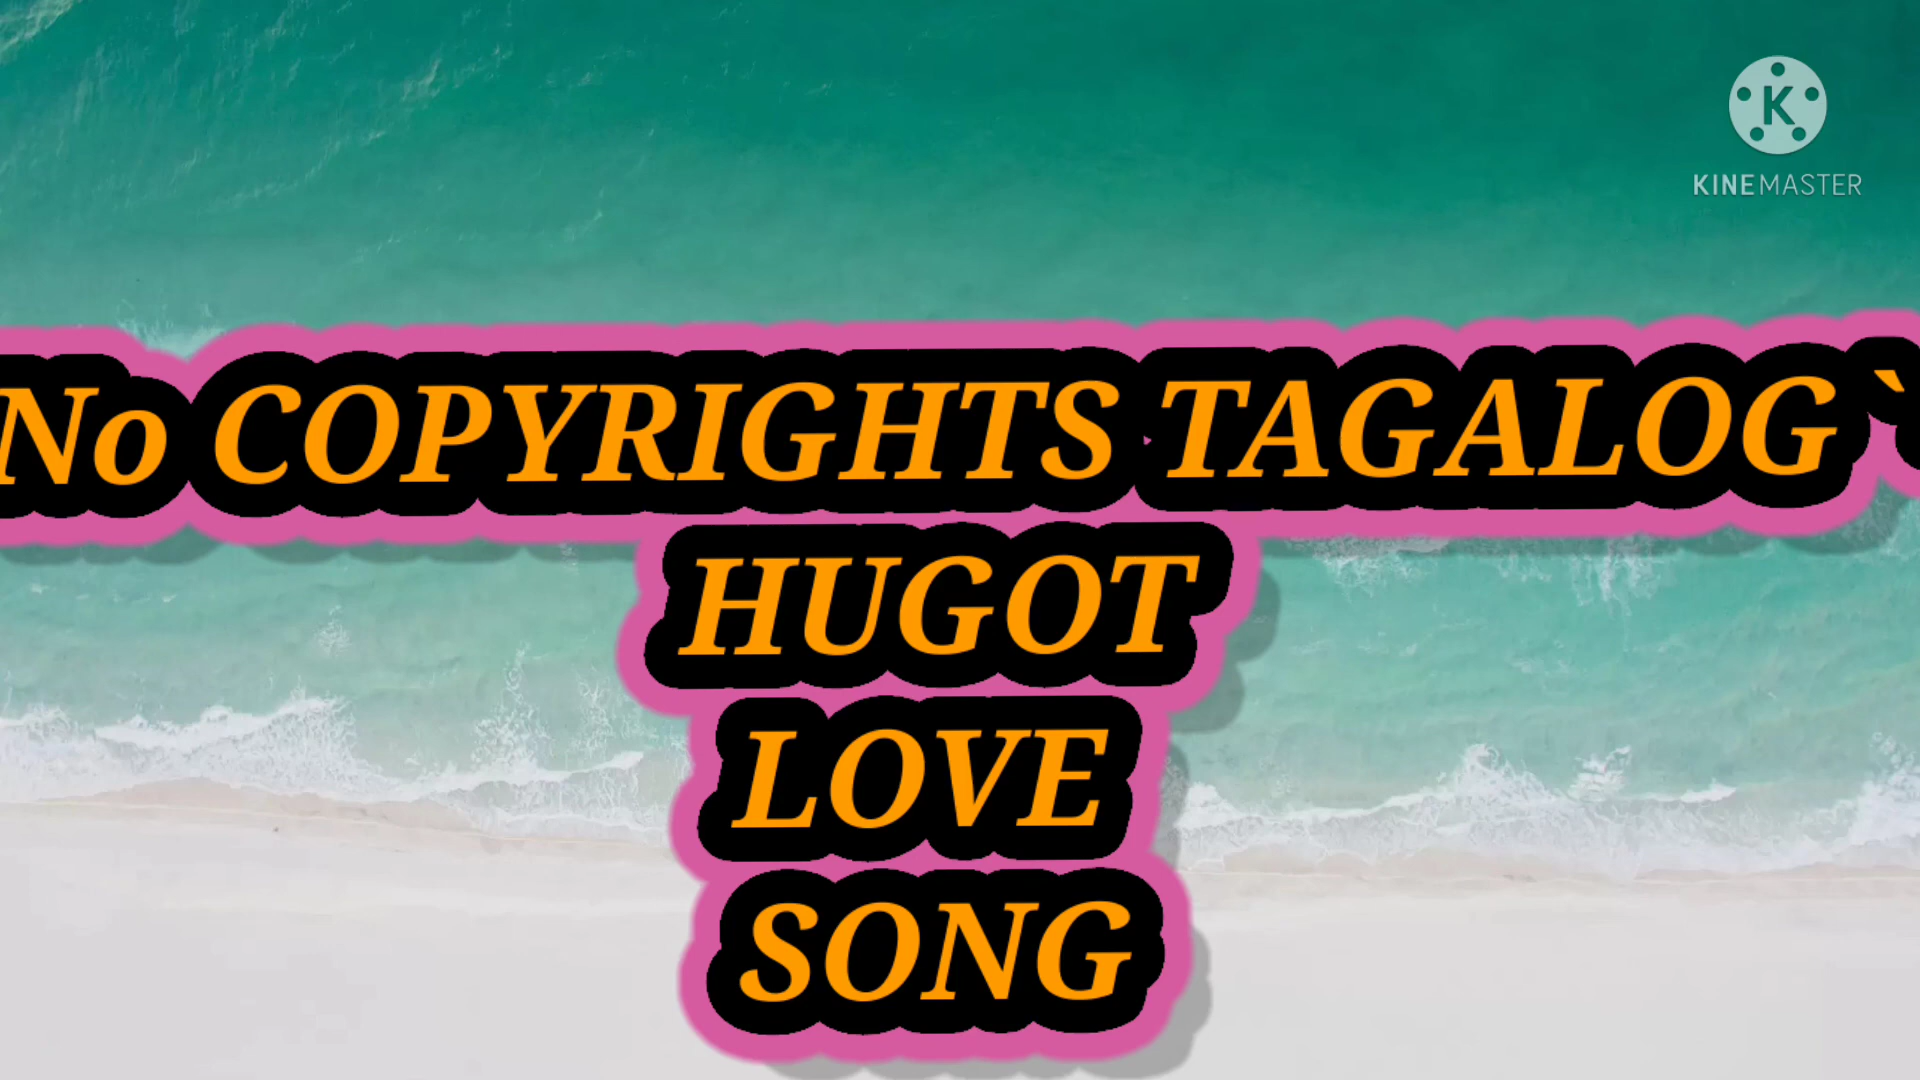 K
KINEMASTER
No COPYRIGHTS TAGALOG `
HUGOT
LOVE
SONG